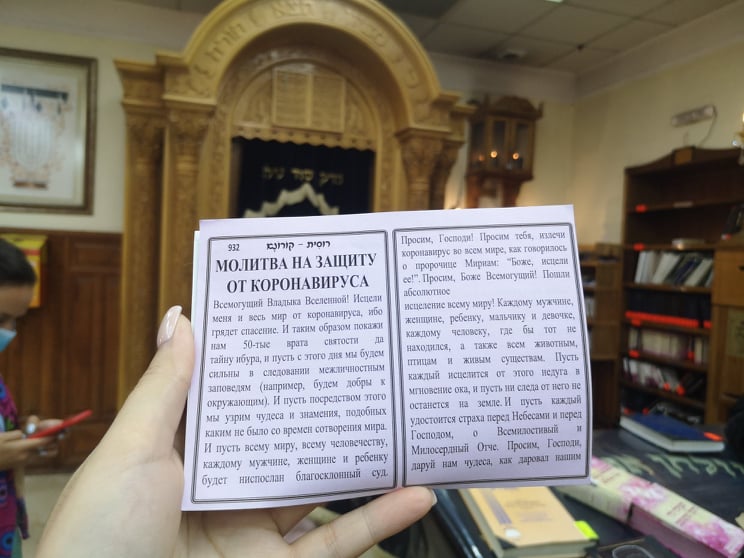 932
רוסית - קורונא
МОЛИТВА НА ЗАЩИТУ
ОТ КОРОНАВИРУСА
Всемогущий Владыка Вселенной! Исцели
меня и весь мир от коронавируса, ибо
грядет спасение. И таким образом покажи
нам 50-тые врата святости да
тайну ибура, и пусть с этого дня мы будем
сильны в следовании межличностным
заповедям (например, будем добры к
окружающим). И пусть посредством этого
мы узрим чудеса и знамения, подобных
каким не было со времен сотворения мира.
И пусть всему миру, всему человечеству,
каждому мужчине, женщине и ребенку
будет ниспослан благосклонный суд.
Просим, Господи! Просим тебя, излечи
коронавирус во всем мире, как говорилось
о пророчице Мириам: “Боже, исцели
ее!”. Просим, Боже Всемогущий! Пошли
абсолютное
исцеление всему миру! Каждому мужчине,
женщине, ребенку, мальчику и девочке,
каждому человеку, где бы тот не
находился, а также всем животным,
птицам и живым существам. Пусть
каждый исцелится от этого недуга в
мгновение ока, и пусть ни следа от него не
останется на земле. И пусть каждый
удостоится страха перед Небесами и перед
Господом, о Всемилостивый и
Милосердный Отче. Просим, Господи,
даруй нам чудеса, как даровал нашим